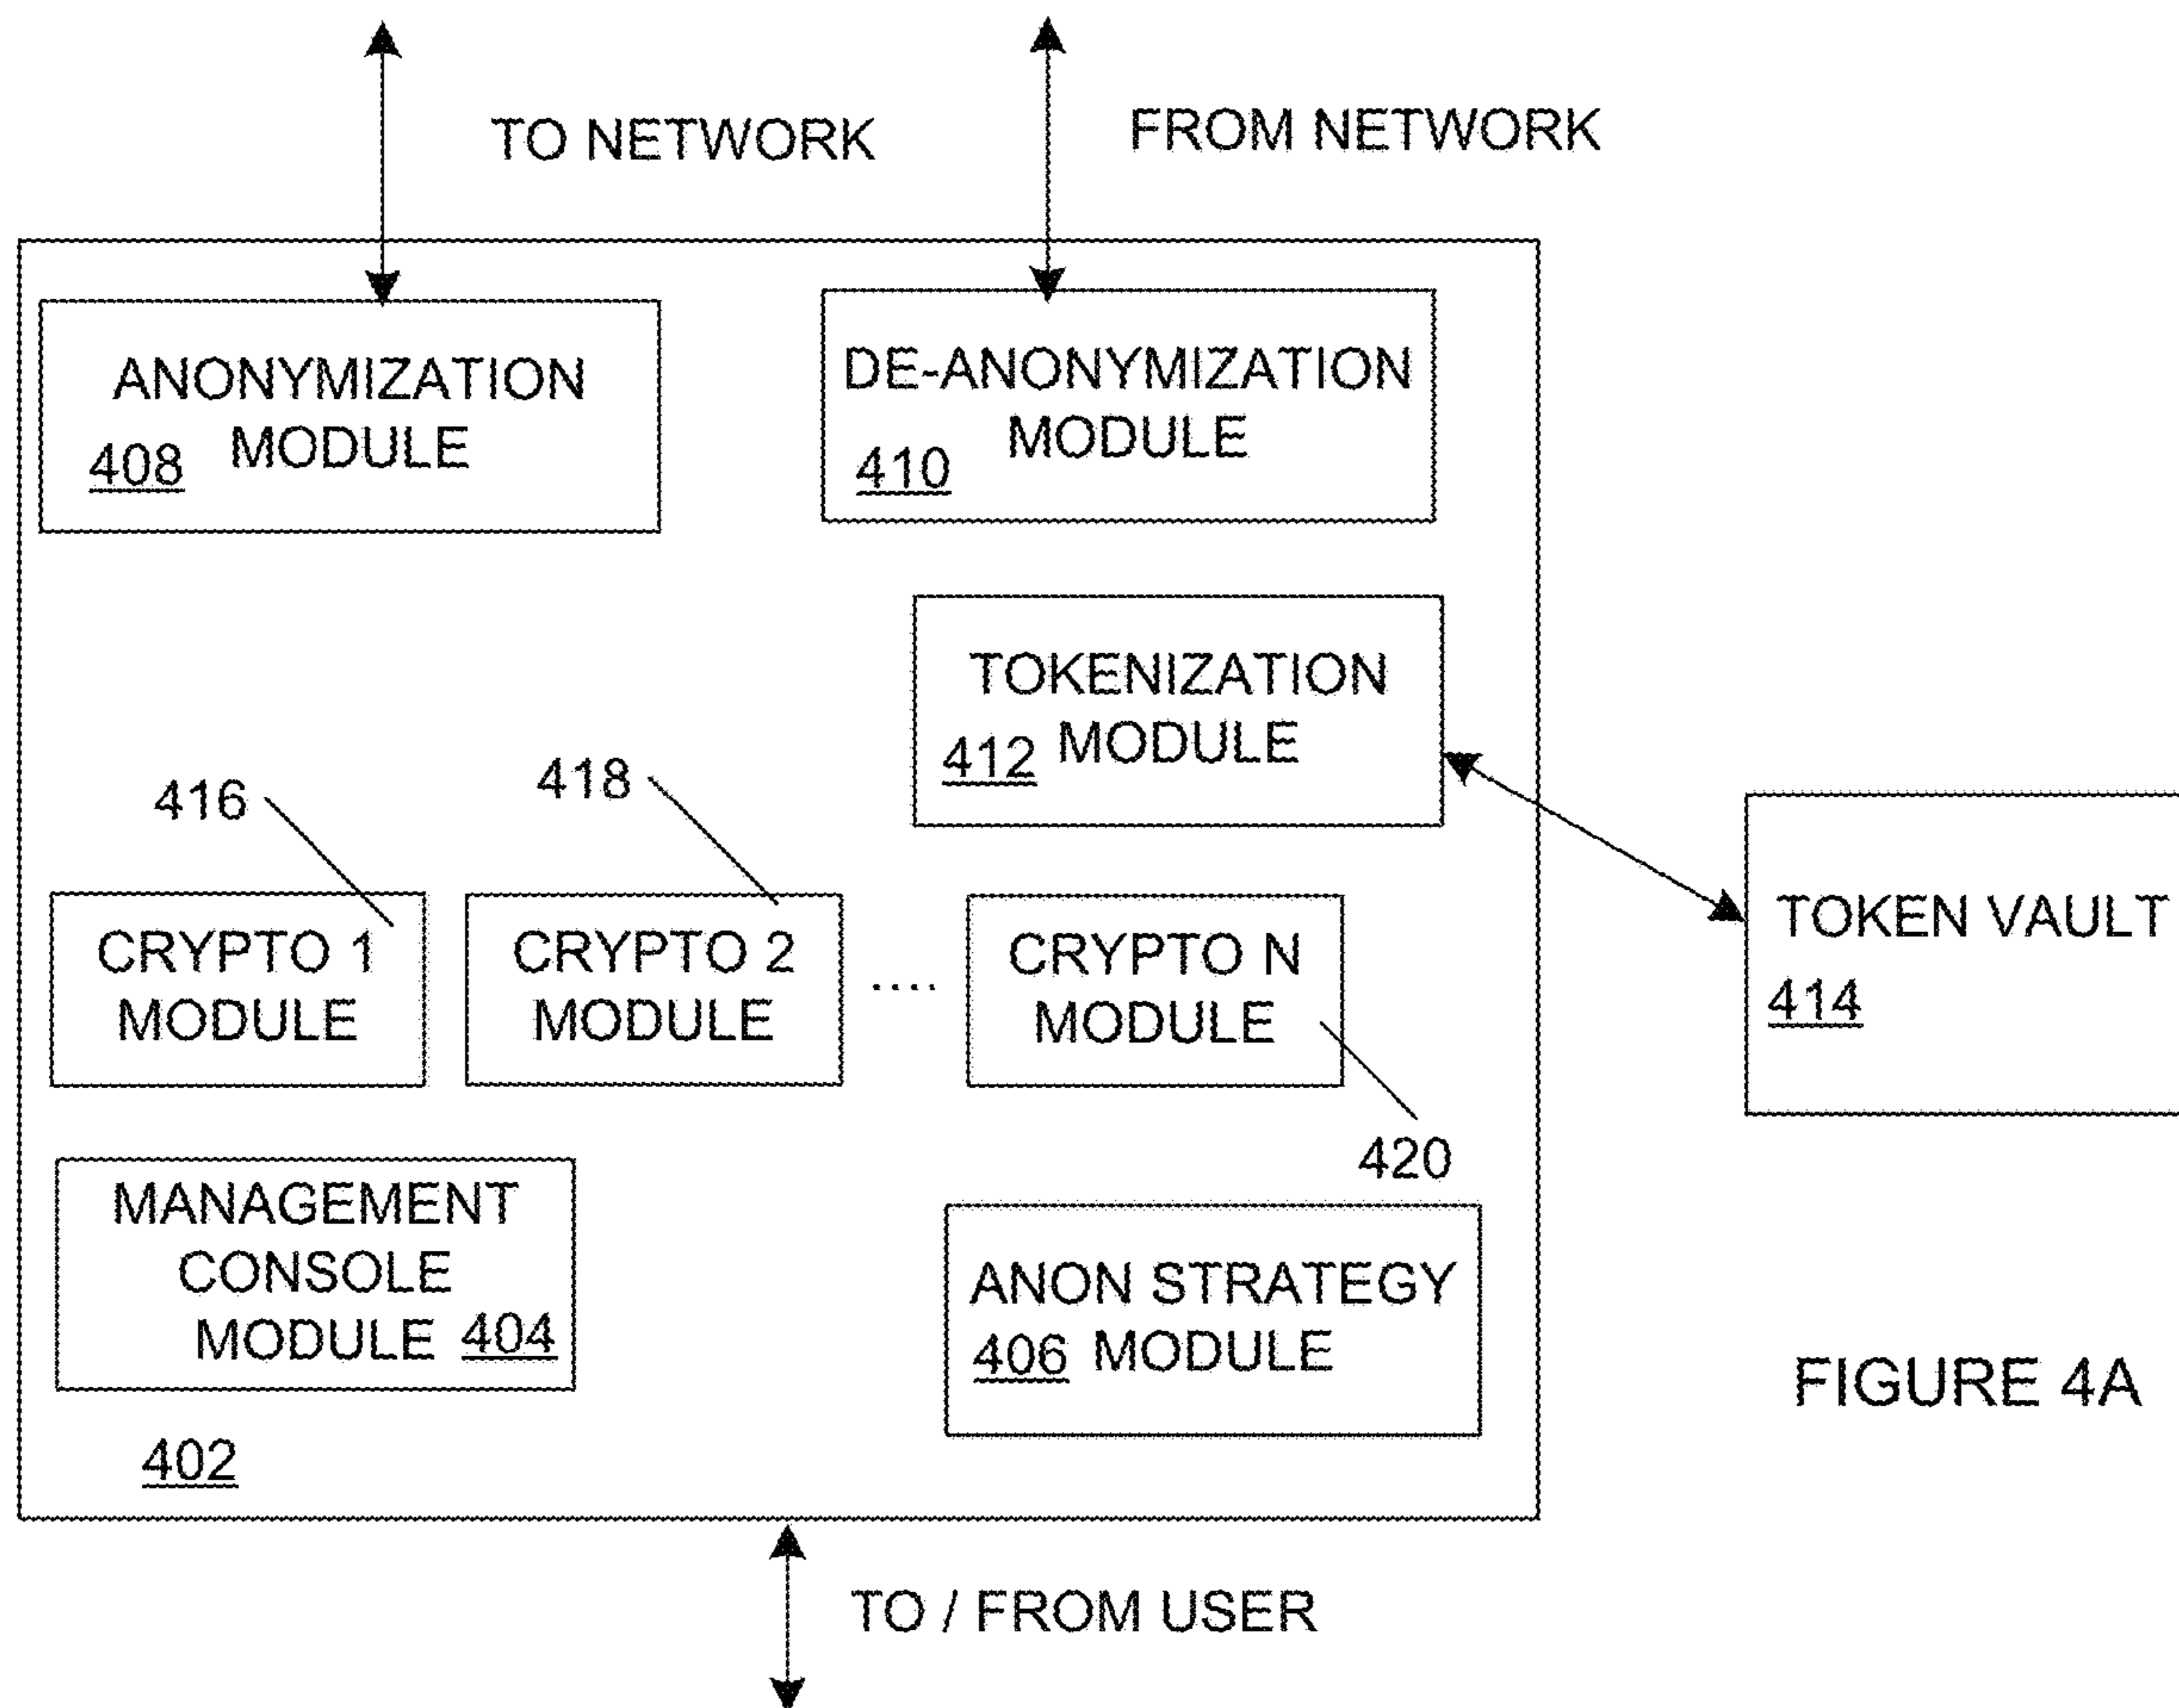 TO NETWORK
FROM NETWORK
ANONYMIZATION
MODULE
408
DE-ANONYMIZATION
MODULE
410
TOKENIZATION
MODULE
412
416
418
CRYPTO 1
MODULE
CRYPTO 2
MODULE
....
CRYPTO N
MODULE
420
TOKEN VAULT
414
MANAGEMENT
CONSOLE
MODULE 404
ANON STRATEGY
406 MODULE
402
FIGURE 4A
TO / FROM USER